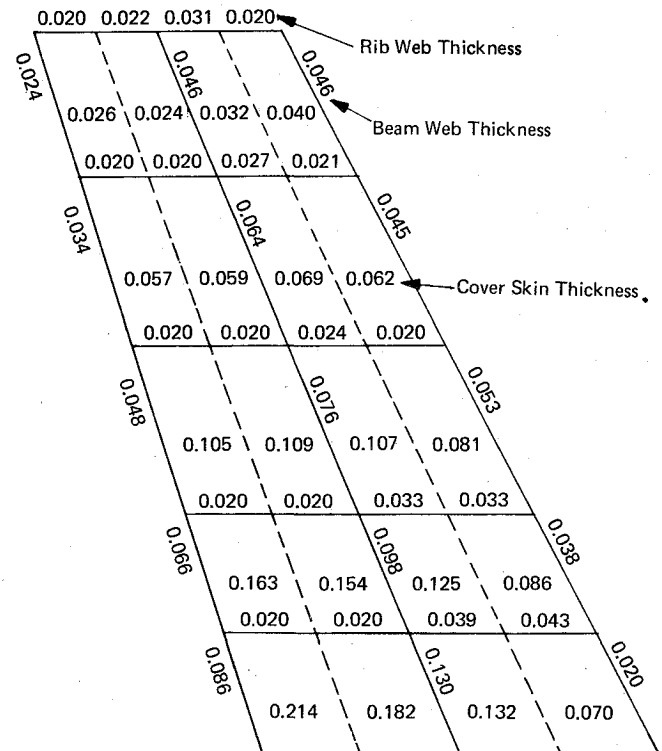 0.020 0.022 0.031 0.020
Rib Web Thickness
0.024
0.046
0.046
0.026 0.024 0.032 0.040
Beam Web Thickness
0.020 0.020 0.027 0.021
0.034
0.064
0.045
0.057 0.059 0.069 0.062
Cover Skin Thickness
0.020 0.020 0.024 0.020
0.048
0.076
0.053
0.105 0.109 0.107 0.081
0.020 0.020 0.033 0.033
0.066
0.098
0.038
0.163 0.154 0.125 0.086
0.020 0.020 0.039 0.043
0.086
0.130
0.020
0.214 0.182 0.132 0.070